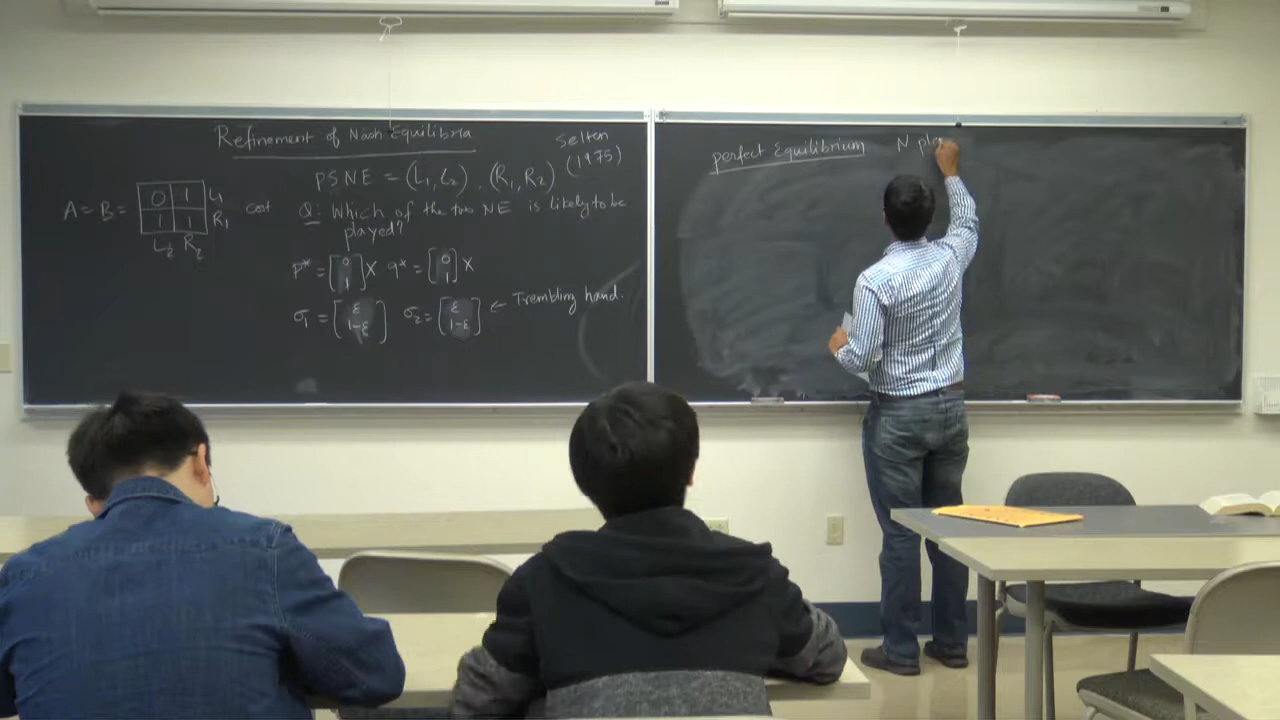 Refinement of Nash Equilibria
Selten
(1975)
PSNE = (L₁, L₂), (R₁, R₂)
A = B =
0 1 L₁
1 1 R₁
L₂ R₂
cost
Q: Which of the two NE is likely to be
played?
P* = [0 1] X q* = [0 1] X
σ₁ = [ε 1-ε] σ₂ = [ε 1-ε] ← Trembling hand.
perfect Equilibrium
N pla